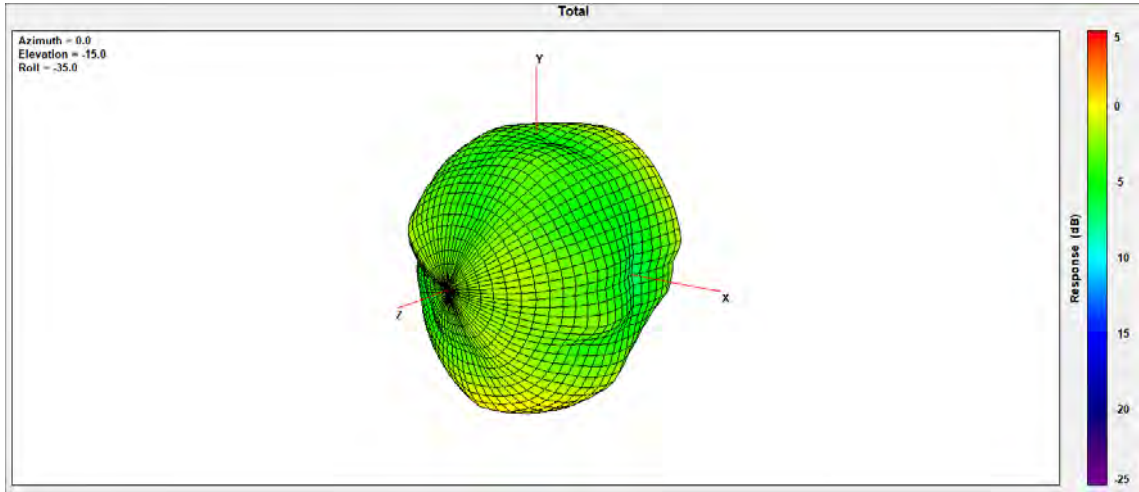 Total
Azimuth = 0.0
Elevation = -15.0
Roll = -35.0
Y
X
Z
5
0
5
10
15
-20
-25
Response (dB)